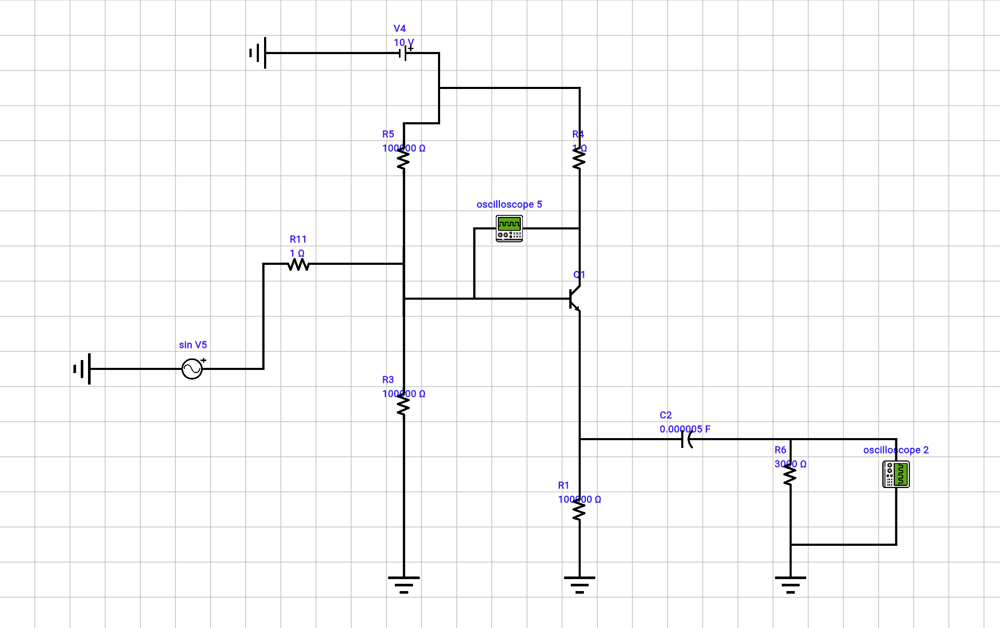 V4
10 V
R5
100000 Ω
R4
1 Ω
oscilloscope 5
R11
1 Ω
Q1
sin V5
R3
100000 Ω
C2
0.000005 F
R6
3000 Ω
oscilloscope 2
R1
100000 Ω